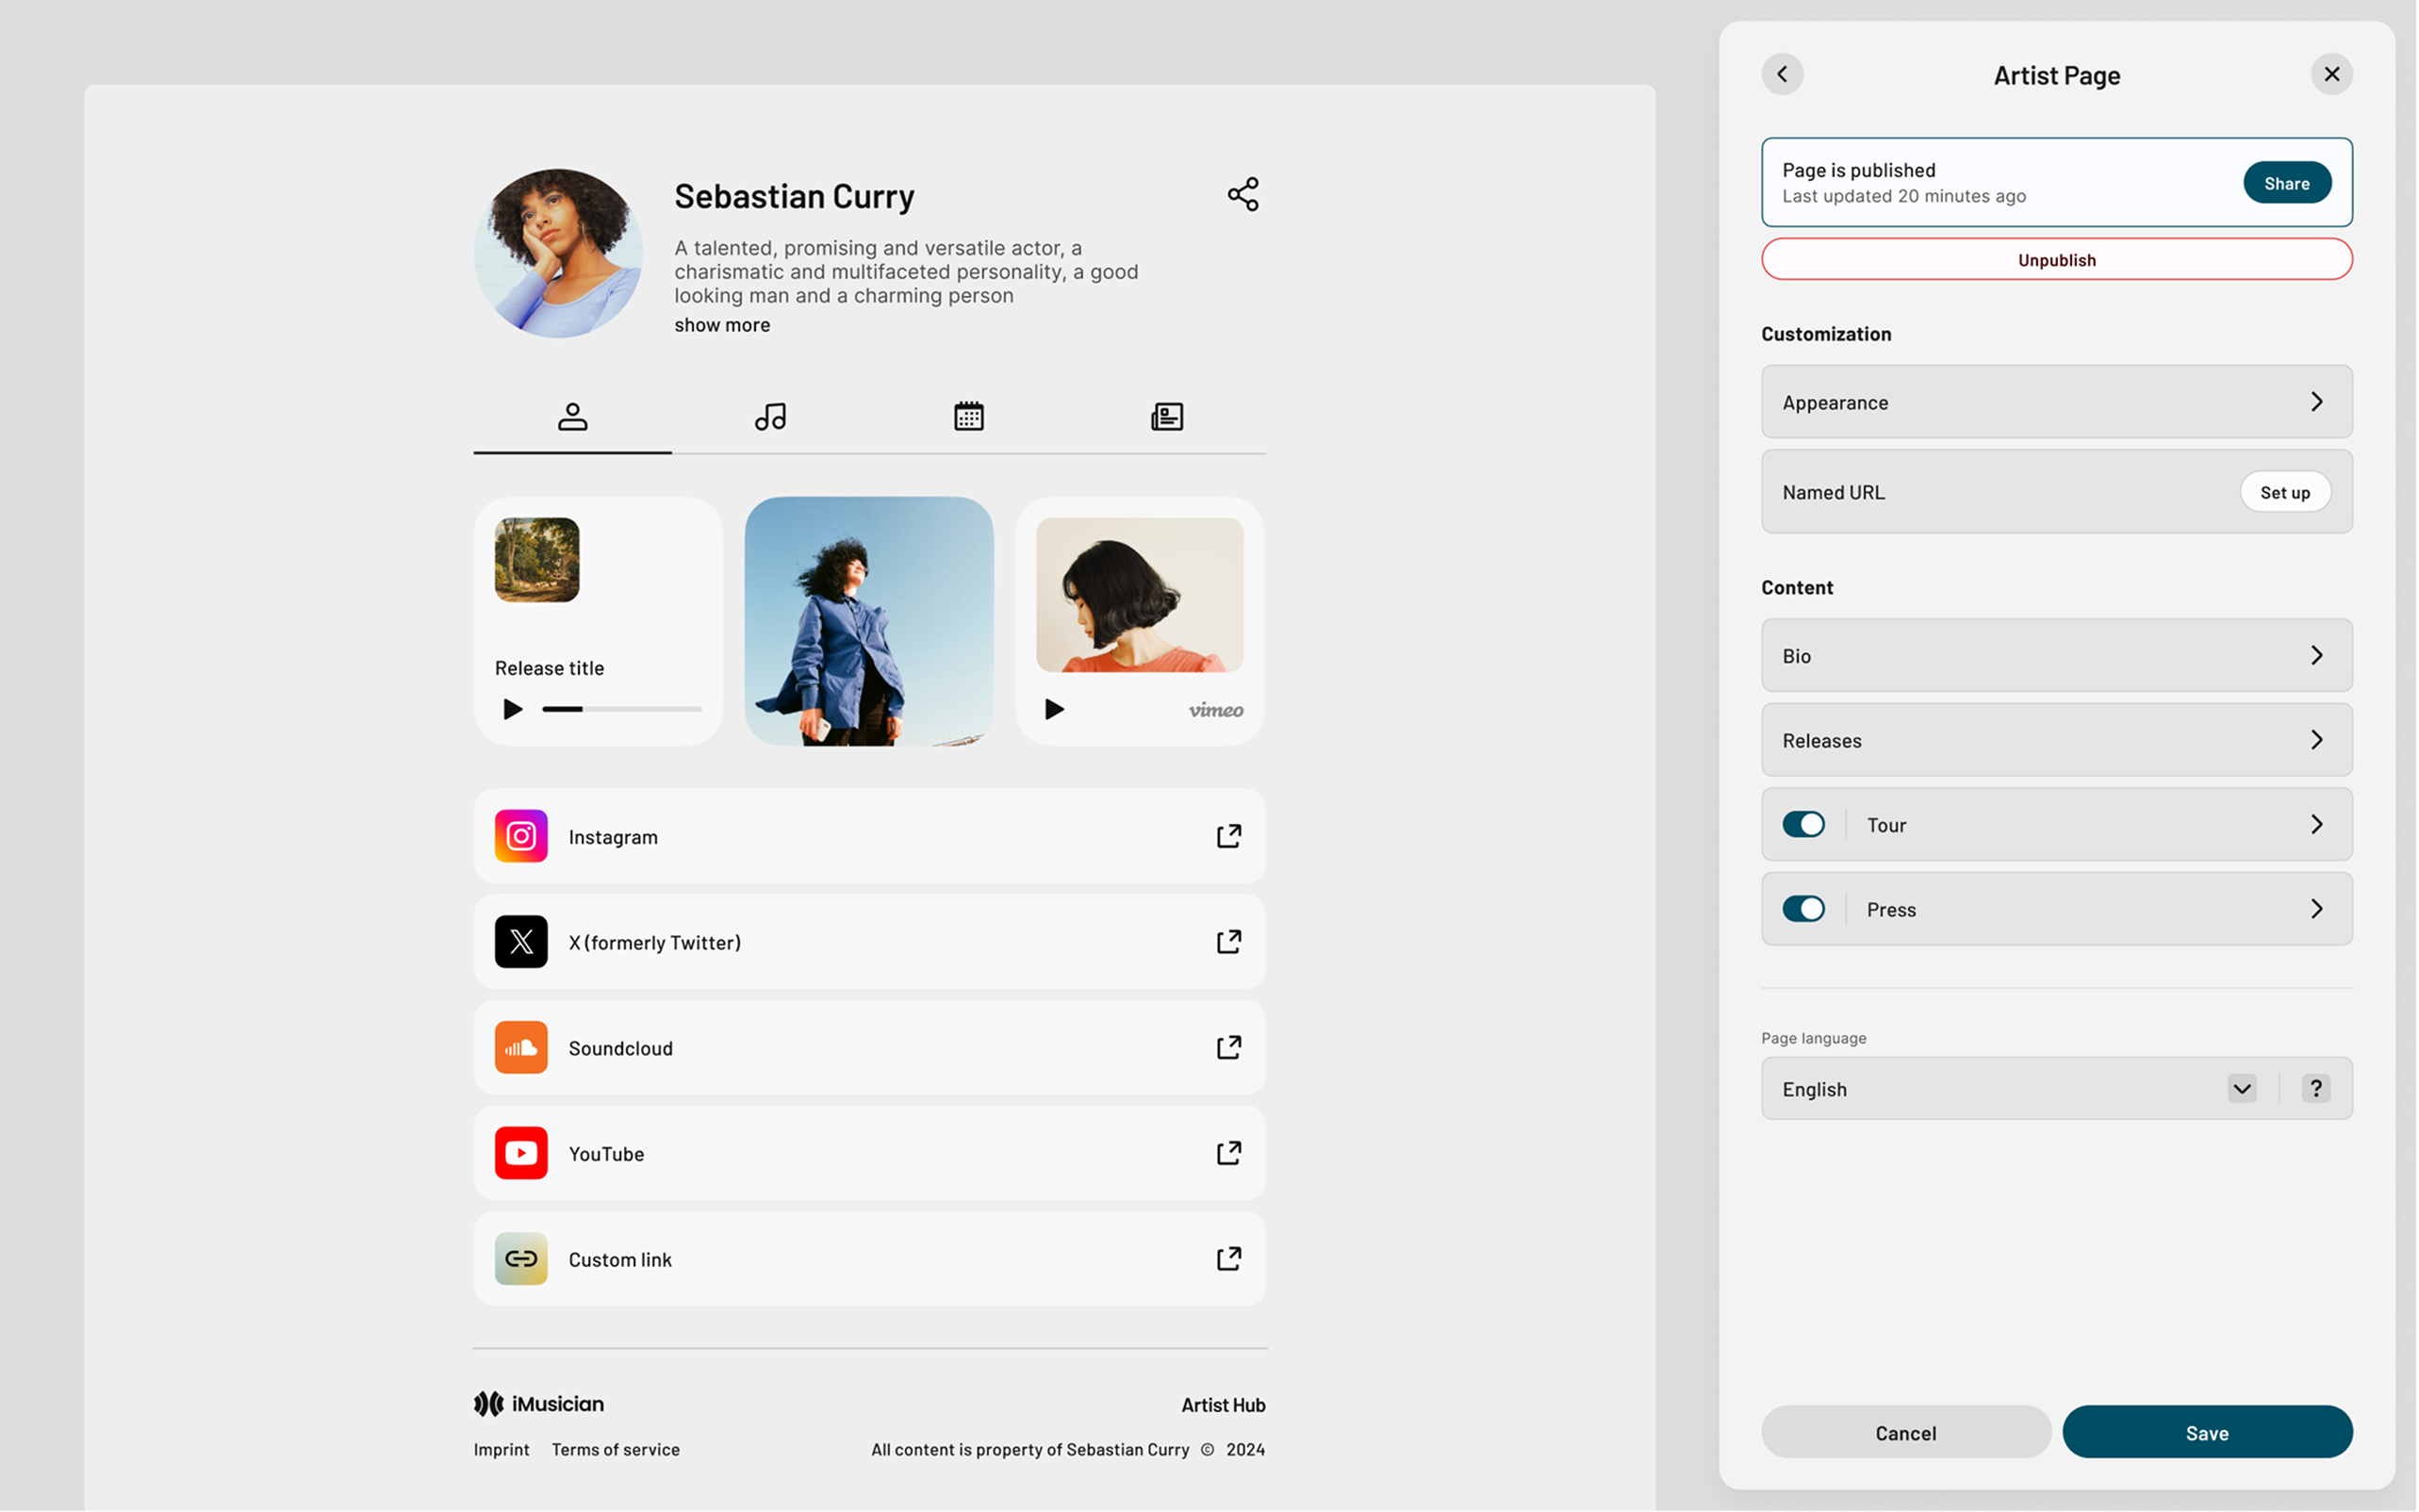 Sebastian Curry
A talented, promising and versatile actor, a
charismatic and multifaceted personality, a good
looking man and a charming person
show more
Release title
vimeo
Instagram
X (formerly Twitter)
Soundcloud
YouTube
Custom link
iMusician
Artist Hub
Imprint
Terms of service
All content is property of Sebastian Curry © 2024
Artist Page
Page is published
Last updated 20 minutes ago
Share
Unpublish
Customization
Appearance
Named URL
Set up
Content
Bio
Releases
Tour
Press
Page language
English
?
Cancel
Save